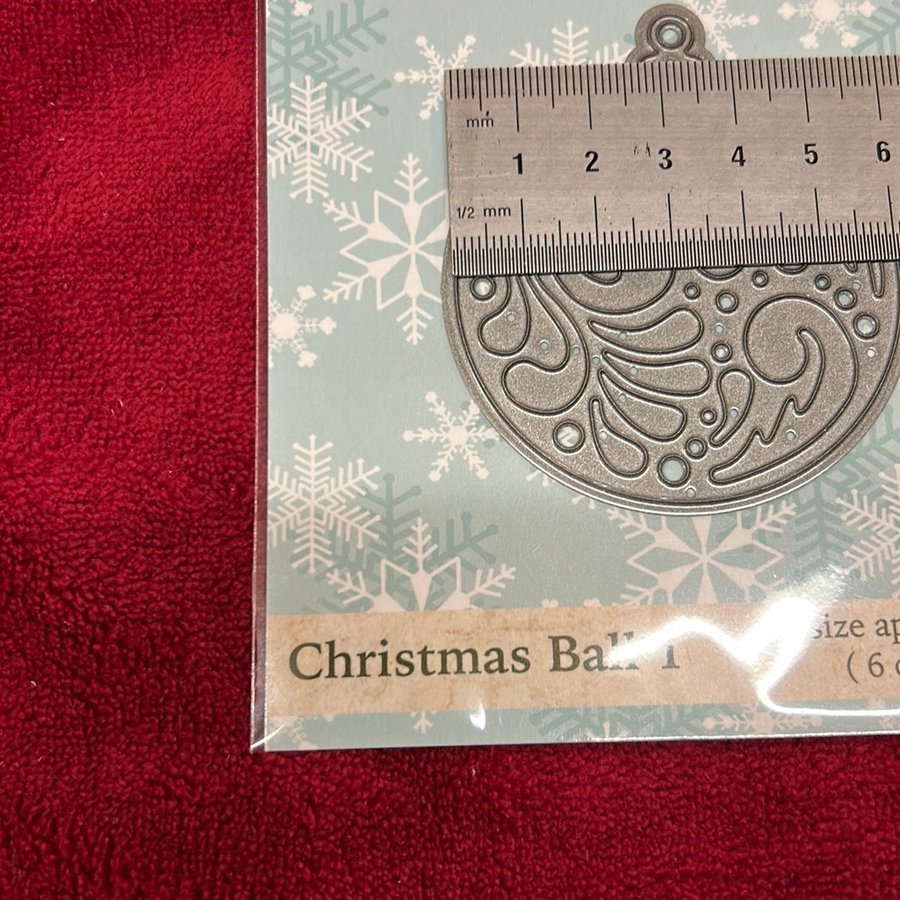 mm
1 2 3 4 5 6
1/2 mm
Christmas Ball 1
size ap
( 6 c